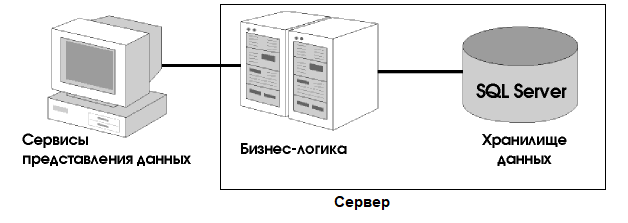 SQL Server
Сервисы
представления данных
Бизнес-логика
Хранилище
данных
Сервер